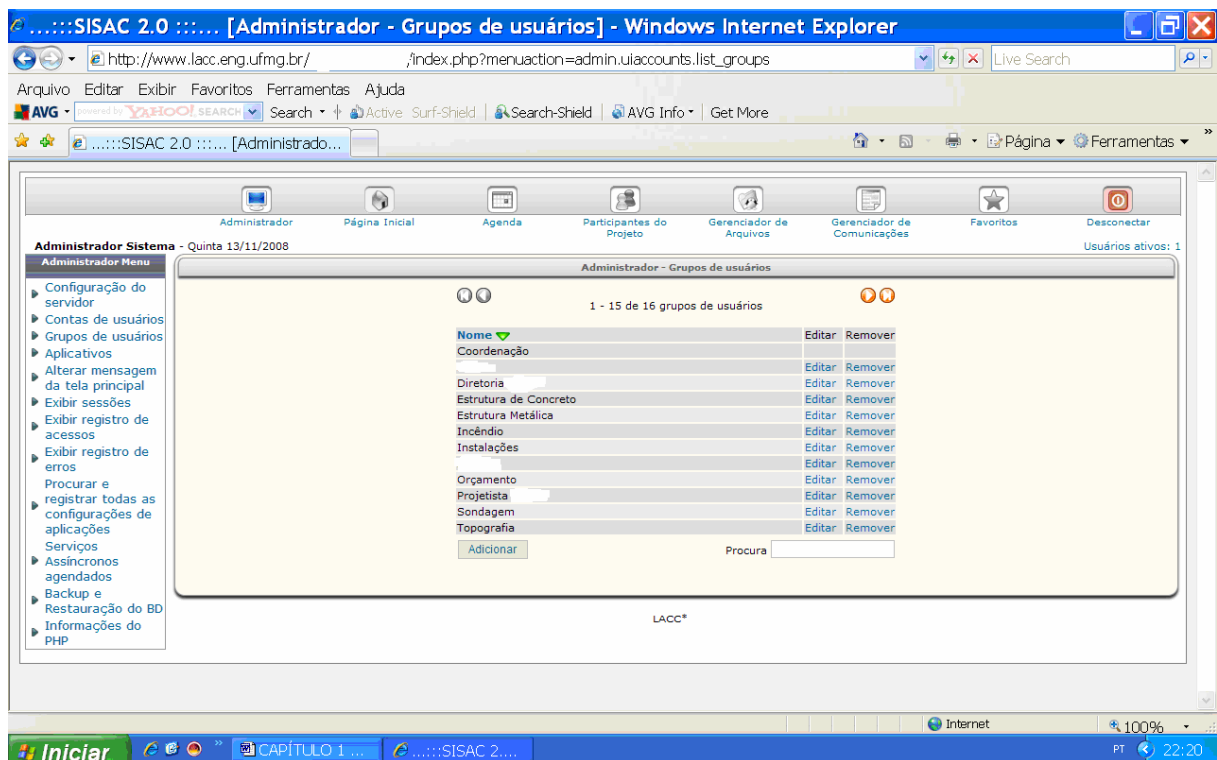 ...:::SISAC 2.0 :::... [Administrador - Grupos de usuários] - Windows Internet Explorer
http://www.lacc.eng.ufmg.br/ /index.php?menuaction=admin.uiaccounts.list_groups
Live Search
Arquivo Editar Exibir Favoritos Ferramentas Ajuda
AVG powered by YAHOO! SEARCH Search Active Surf-Shield Search-Shield AVG Info Get More
...:::SISAC 2.0 :::... [Administrado...
Página Ferramentas »
Administrador
Página Inicial
Agenda
Participantes do
Projeto
Gerenciador de
Arquivos
Gerenciador de
Comunicações
Favoritos
Desconectar
Administrador Sistema - Quinta 13/11/2008
Usuários ativos: 1
Administrador Menu
Configuração do
servidor
Contas de usuários
Grupos de usuários
Aplicativos
Alterar mensagem
da tela principal
Exibir sessões
Exibir registro de
acessos
Exibir registro de
erros
Procurar e
registrar todas as
configurações de
aplicações
Serviços
Assíncronos
agendados
Backup e
Restauração do BD
Informações do
PHP
Administrador - Grupos de usuários
1 - 15 de 16 grupos de usuários
Nome Editar Remover
Coordenação
Editar Remover
Diretoria Editar Remover
Estrutura de Concreto Editar Remover
Estrutura Metálica Editar Remover
Incêndio Editar Remover
Instalações Editar Remover
Editar Remover
Orçamento Editar Remover
Projetista Editar Remover
Sondagem Editar Remover
Topografia Editar Remover
Adicionar Procura
LACC*
Internet 100%
Iniciar » CAPÍTULO 1 ... ...:::SISAC 2.... PT 22:20